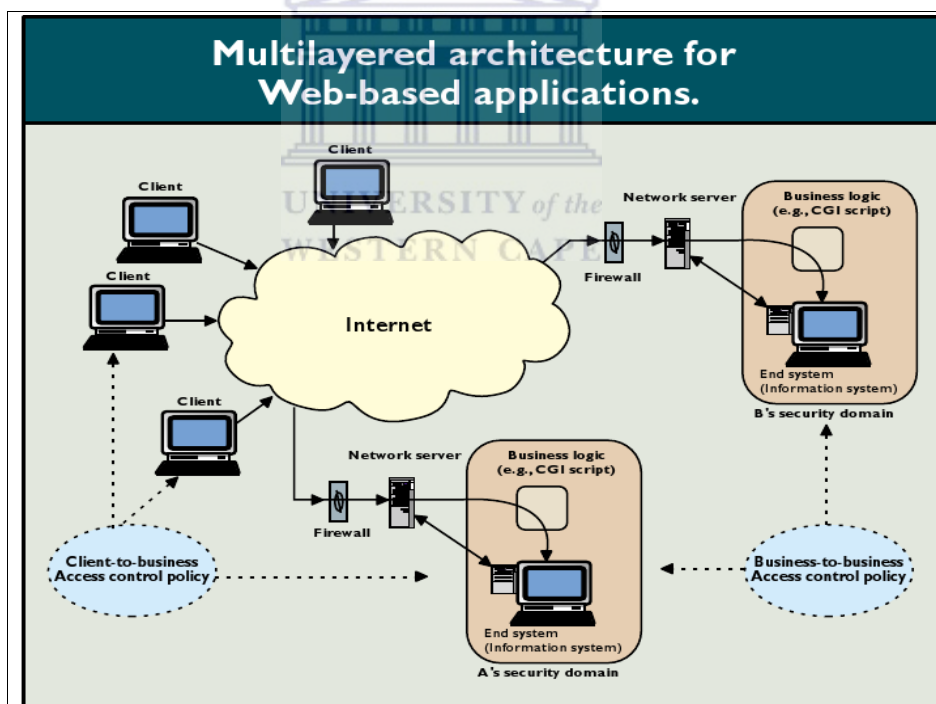 Multilayered architecture for
Web-based applications.
Client
Client
Client
Client
UNIVERSITY of the
WESTERN CAPE
Internet
Firewall
Network server
Business logic
(e.g., CGI script)
End system
(Information system)
B's security domain
Network server
Firewall
Business logic
(e.g., CGI script)
End system
(Information system)
A's security domain
Client-to-business
Access control policy
Business-to-business
Access control policy